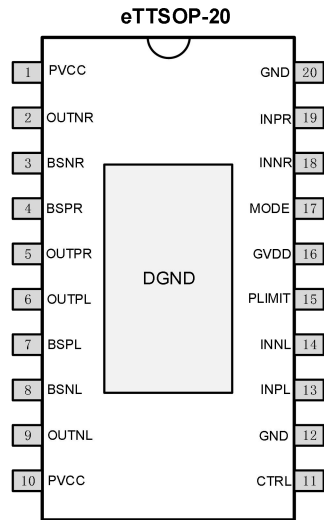 eTTSOP-20
1 PVCC GND 20
2 OUTNR INPR 19
3 BSNR INNR 18
4 BSPR MODE 17
5 OUTPR GVDD 16
DGND
6 OUTPL PLIMIT 15
7 BSPL INNL 14
8 BSNL INPL 13
9 OUTNL GND 12
10 PVCC CTRL 11